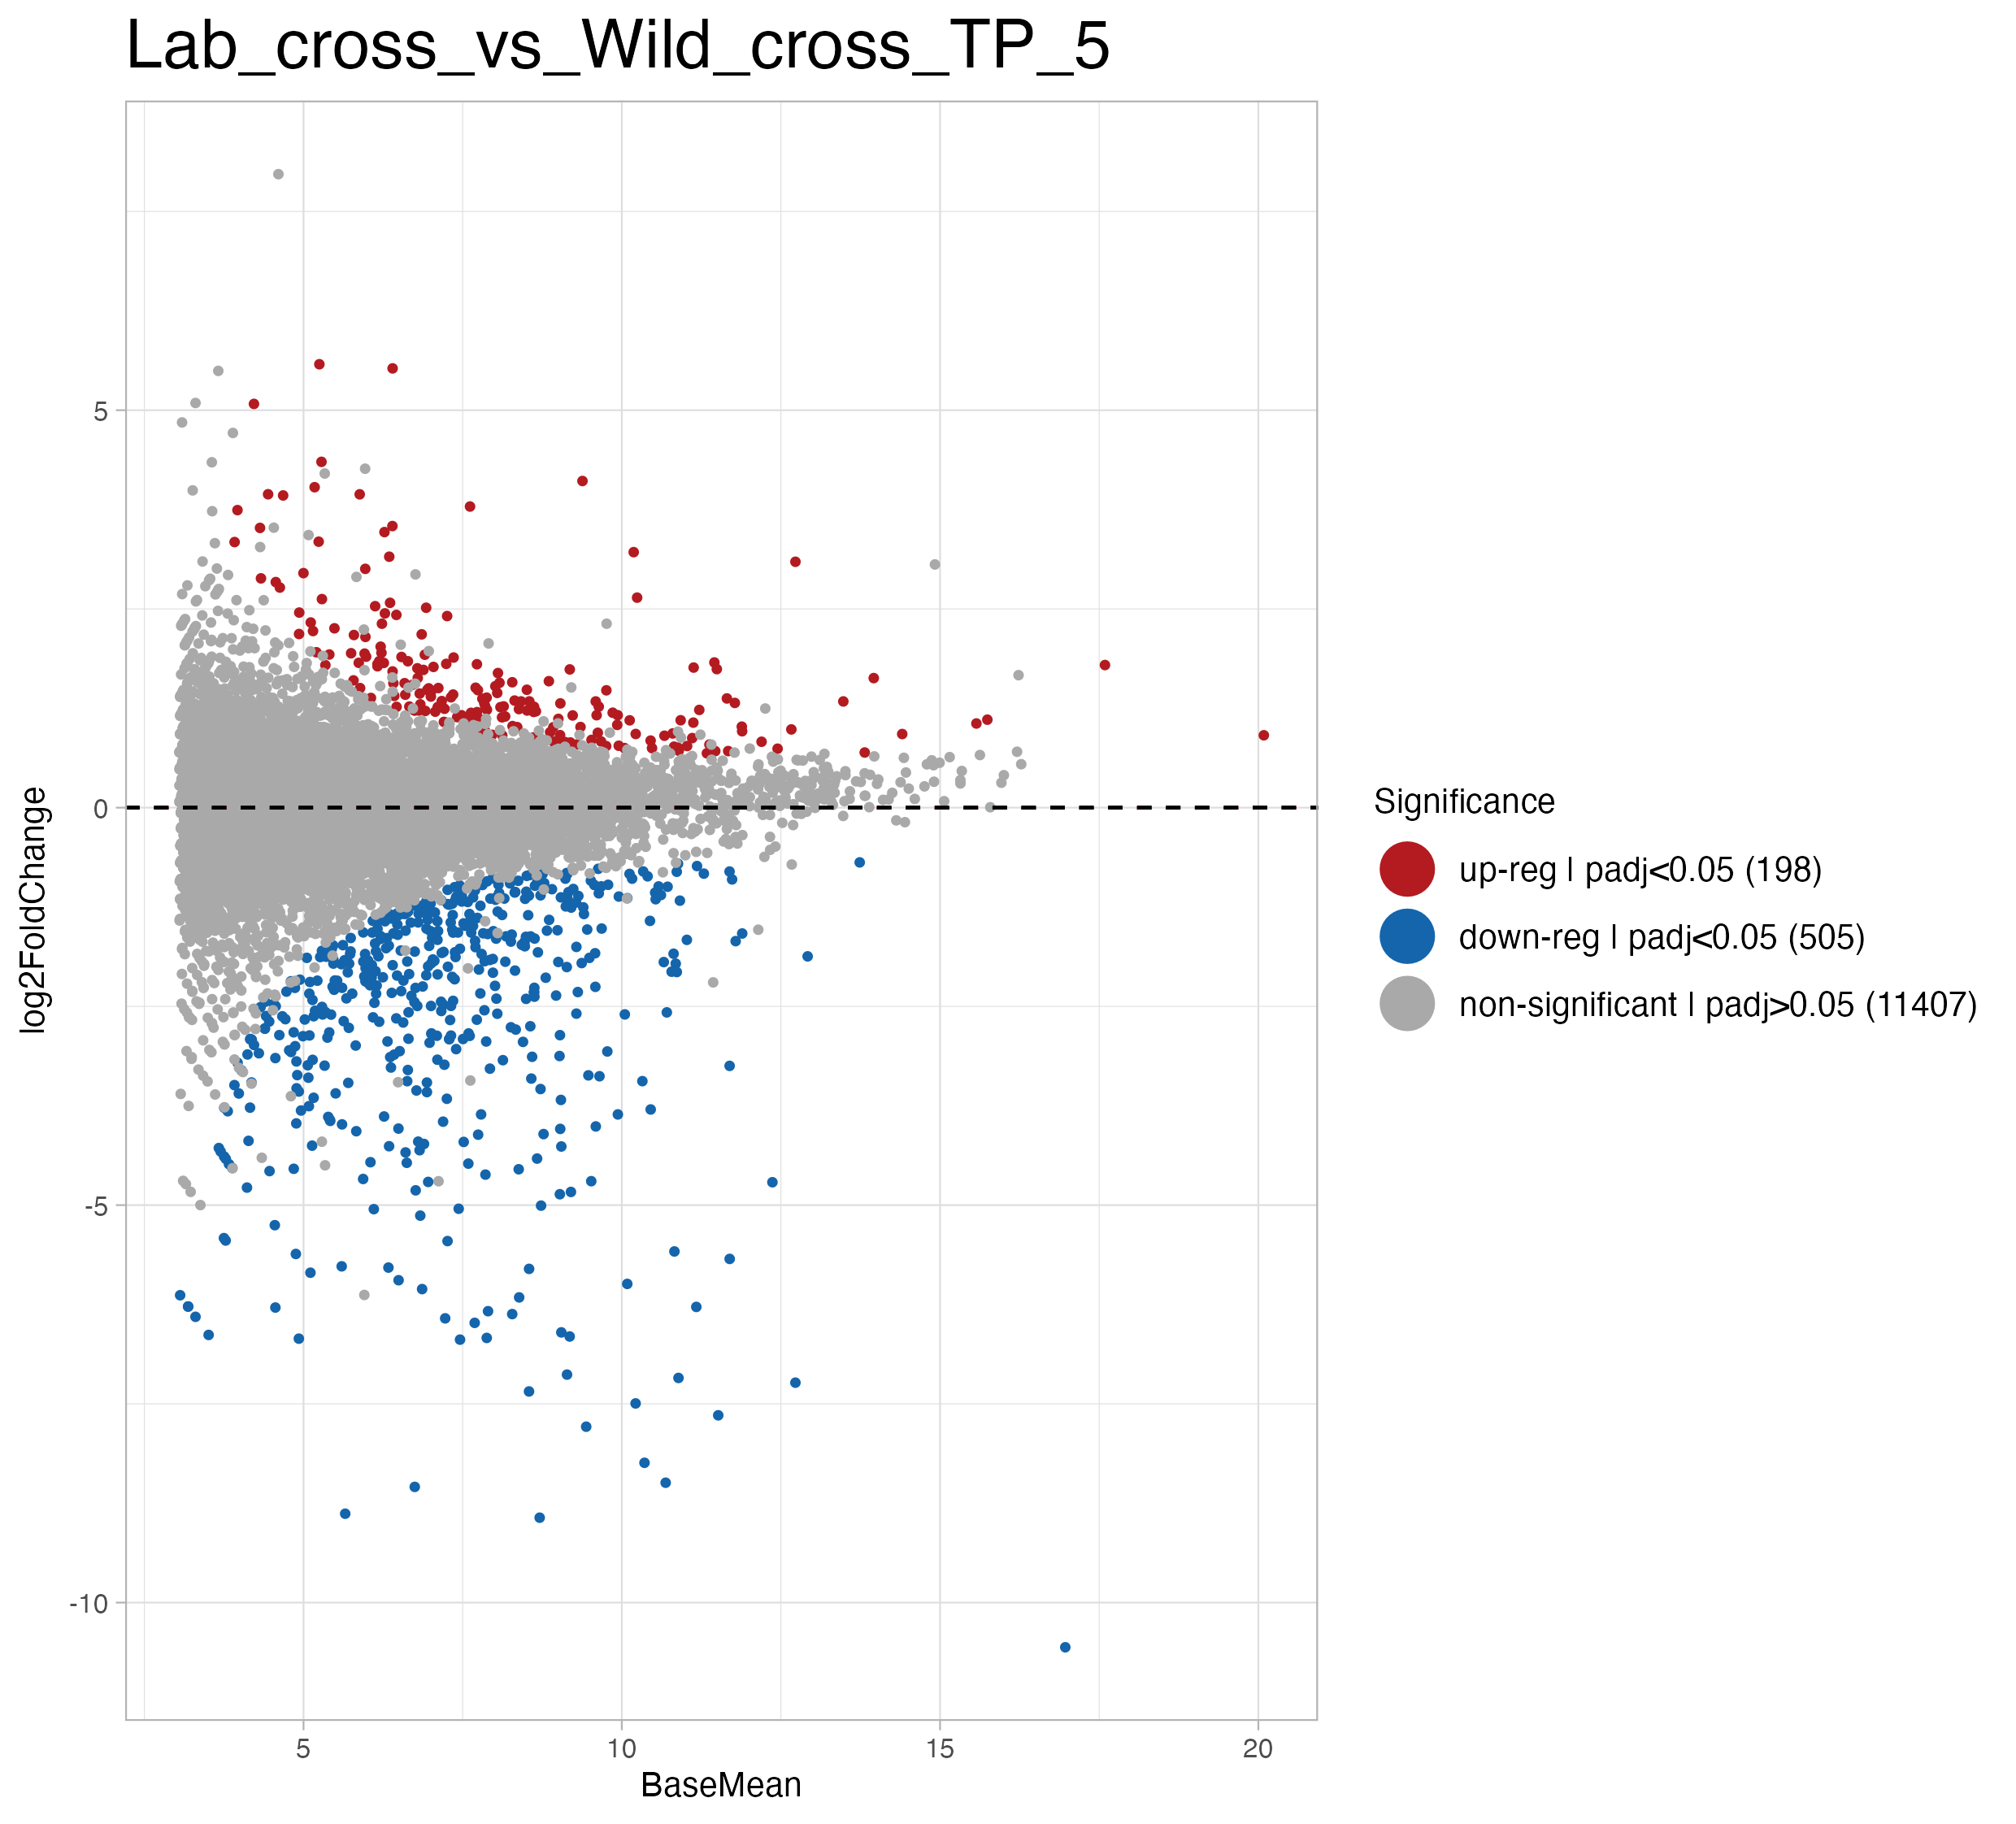 Lab_cross_vs_Wild_cross_TP_5
5
0
-5
-10
log2FoldChange
5
10
15
20
BaseMean
Significance
up-reg | padj<0.05 (198)
down-reg | padj<0.05 (505)
non-significant | padj>0.05 (11407)